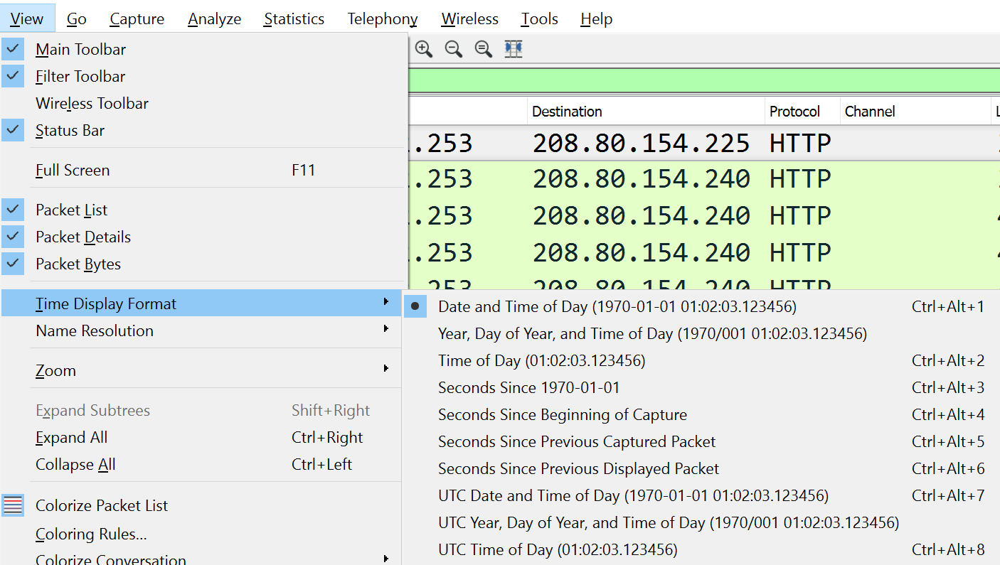 View Go Capture Analyze Statistics Telephony Wireless Tools Help
Main Toolbar
Filter Toolbar
Wireless Toolbar
Status Bar
Full Screen F11
Packet List
Packet Details
Packet Bytes
Time Display Format
Name Resolution
Zoom
Expand Subtrees Shift+Right
Expand All Ctrl+Right
Collapse All Ctrl+Left
Colorize Packet List
Coloring Rules...
Colorize Conversation
Destination Protocol Channel
.253 208.80.154.225 HTTP
.253 208.80.154.240 HTTP
.253 208.80.154.240 HTTP
.253 208.80.154.240 HTTP
.253 208.80.154.240 HTTP
Date and Time of Day (1970-01-01 01:02:03.123456) Ctrl+Alt+1
Year, Day of Year, and Time of Day (1970/001 01:02:03.123456)
Time of Day (01:02:03.123456) Ctrl+Alt+2
Seconds Since 1970-01-01 Ctrl+Alt+3
Seconds Since Beginning of Capture Ctrl+Alt+4
Seconds Since Previous Captured Packet Ctrl+Alt+5
Seconds Since Previous Displayed Packet Ctrl+Alt+6
UTC Date and Time of Day (1970-01-01 01:02:03.123456) Ctrl+Alt+7
UTC Year, Day of Year, and Time of Day (1970/001 01:02:03.123456)
UTC Time of Day (01:02:03.123456) Ctrl+Alt+8